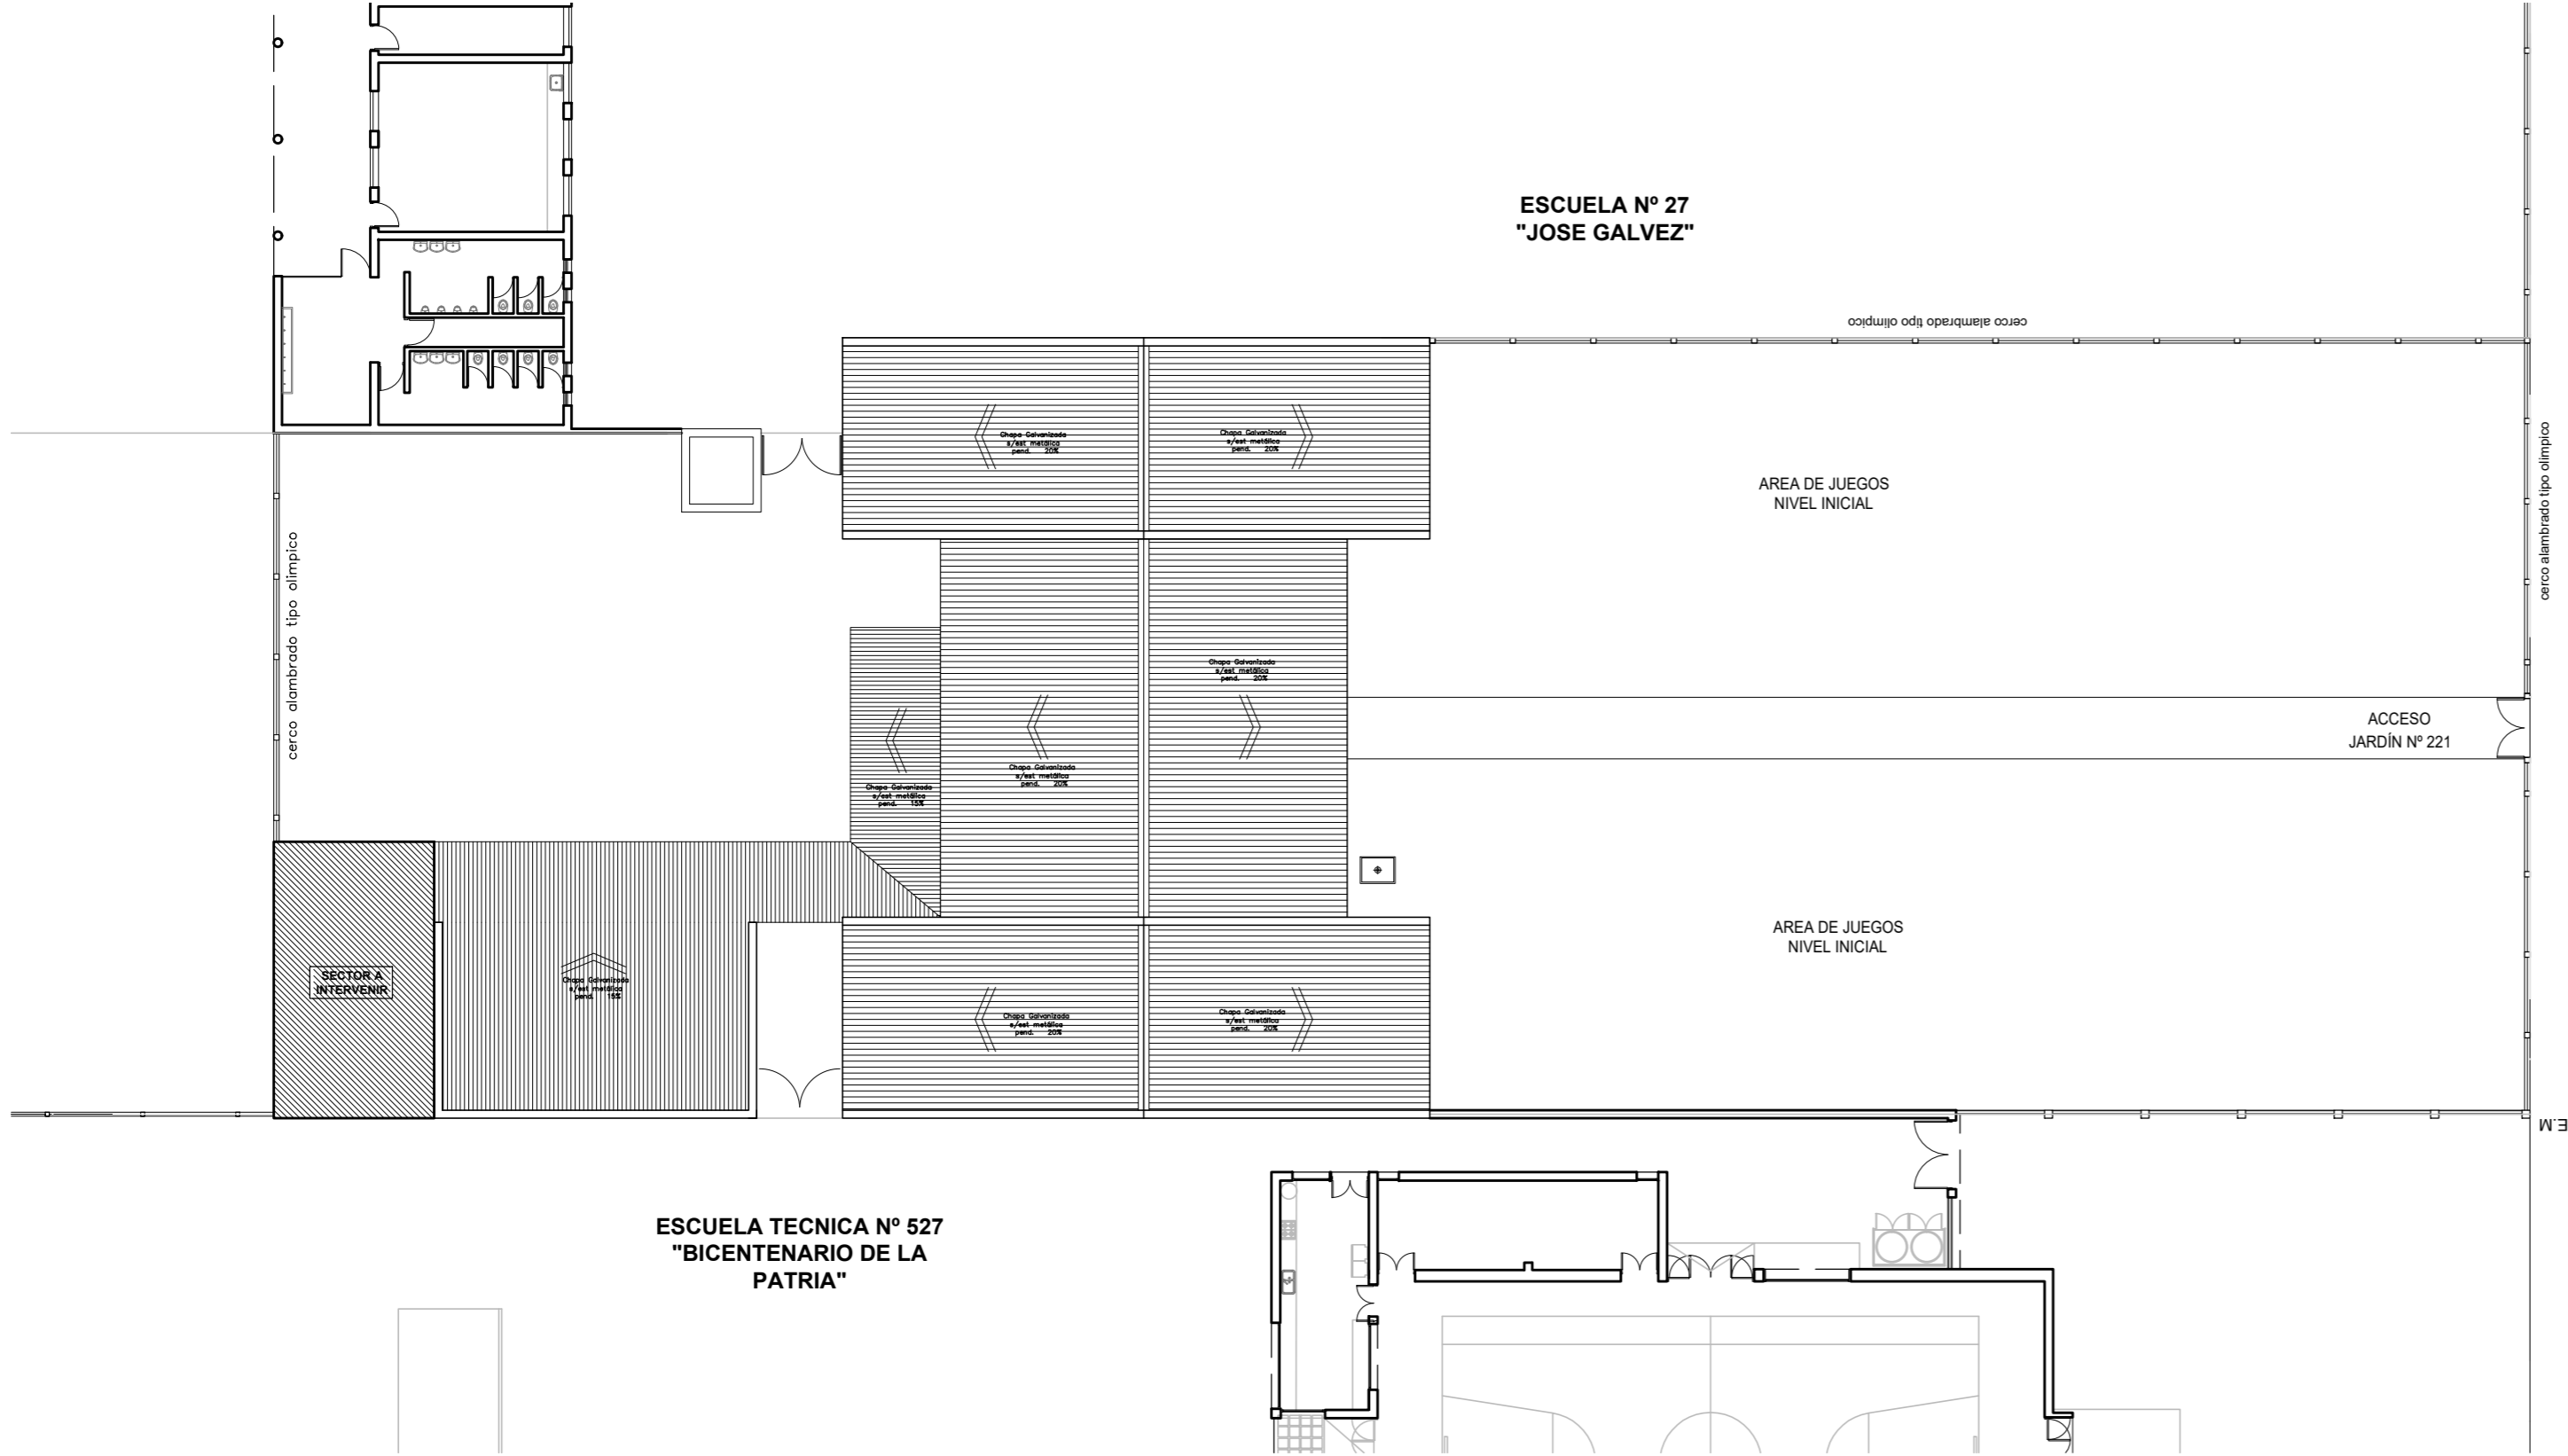 ESCUELA Nº 27
"JOSE GALVEZ"
cerco alambrado tipo olimpico
Chapa Galvanizada
s/est metálica
pend. 20%
Chapa Galvanizada
s/est metálica
pend. 20%
AREA DE JUEGOS
NIVEL INICIAL
cerco alambrado tipo olimpico
cerco alambrado tipo olimpico
Chapa Galvanizada
s/est metálica
pend. 20%
ACCESO
JARDÍN Nº 221
Chapa Galvanizada
s/est metálica
pend. 20%
Chapa Galvanizada
s/est metálica
pend. 15%
AREA DE JUEGOS
NIVEL INICIAL
SECTOR A
INTERVENIR
Chapa Galvanizada
s/est metálica
pend. 15%
Chapa Galvanizada
s/est metálica
pend. 20%
Chapa Galvanizada
s/est metálica
pend. 20%
E.M
ESCUELA TECNICA Nº 527
"BICENTENARIO DE LA
PATRIA"